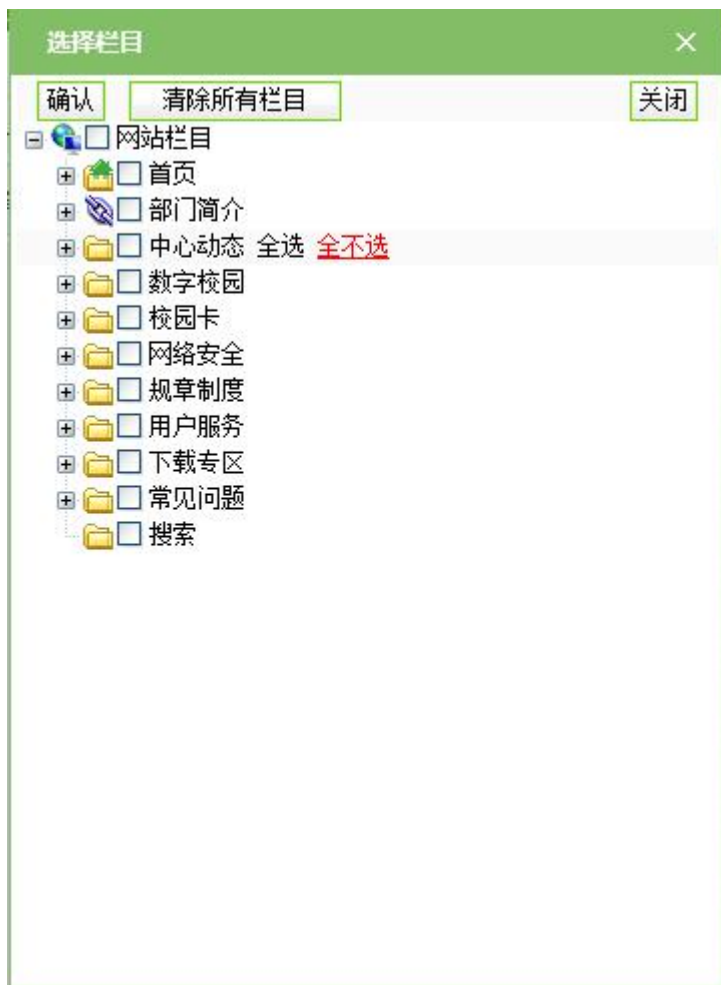 选择栏目
确认 清除所有栏目 关闭
网站栏目
首页
部门简介
中心动态 全选 全不选
数字校园
校园卡
网络安全
规章制度
用户服务
下载专区
常见问题
搜索